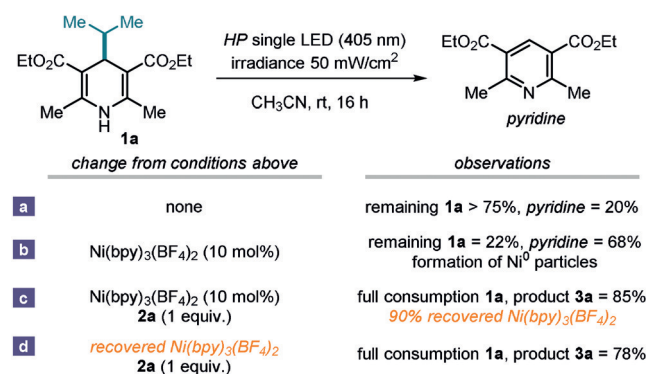 Me Me
EtO₂C CO₂Et
Me N Me
H
1a
HP single LED (405 nm)
irradiance 50 mW/cm²
CH₃CN, rt, 16 h
EtO₂C CO₂Et
Me N Me
pyridine
change from conditions above observations
a none remaining 1a > 75%, pyridine = 20%
b Ni(bpy)₃(BF₄)₂ (10 mol%) remaining 1a = 22%, pyridine = 68%
formation of Ni⁰ particles
c Ni(bpy)₃(BF₄)₂ (10 mol%) full consumption 1a, product 3a = 85%
2a (1 equiv.) 90% recovered Ni(bpy)₃(BF₄)₂
d recovered Ni(bpy)₃(BF₄)₂
2a (1 equiv.) full consumption 1a, product 3a = 78%